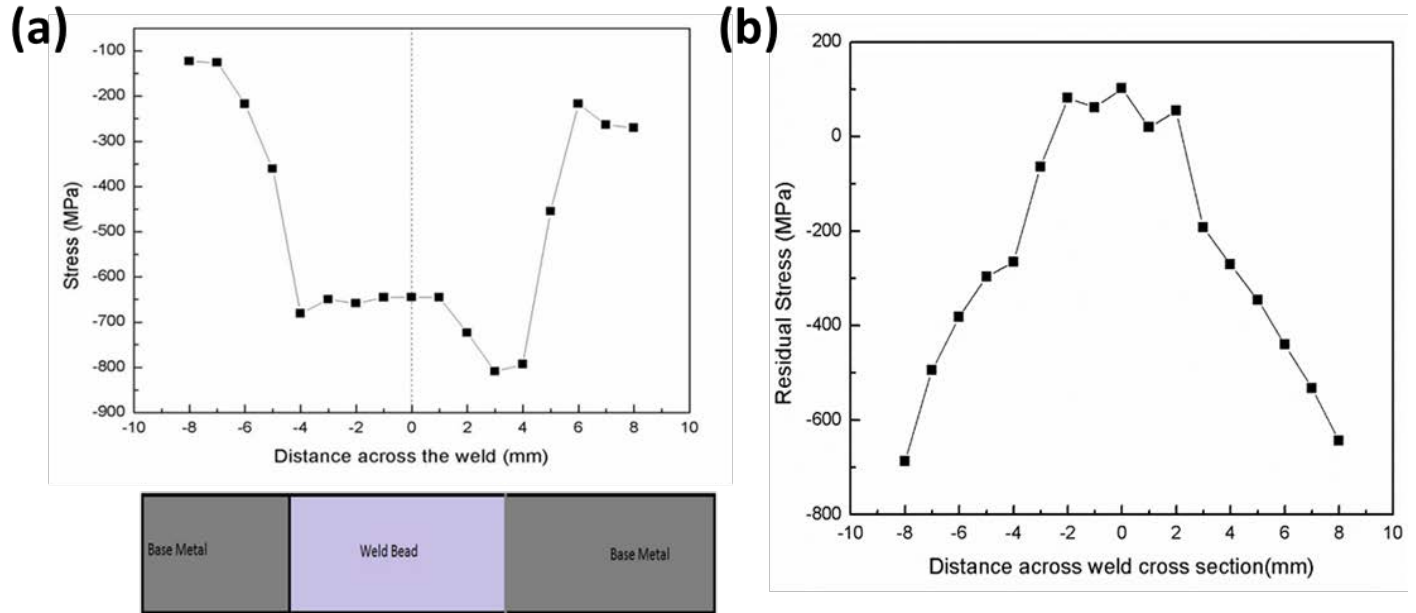 (a)
Stress (MPa)
-100
-200
-300
-400
-500
-600
-700
-800
-900
-10 -8 -6 -4 -2 0 2 4 6 8 10
Distance across the weld (mm)
Base Metal
Weld Bead
Base Metal
(b)
Residual Stress (MPa)
200
0
-200
-400
-600
-800
-10 -8 -6 -4 -2 0 2 4 6 8 10
Distance across weld cross section(mm)